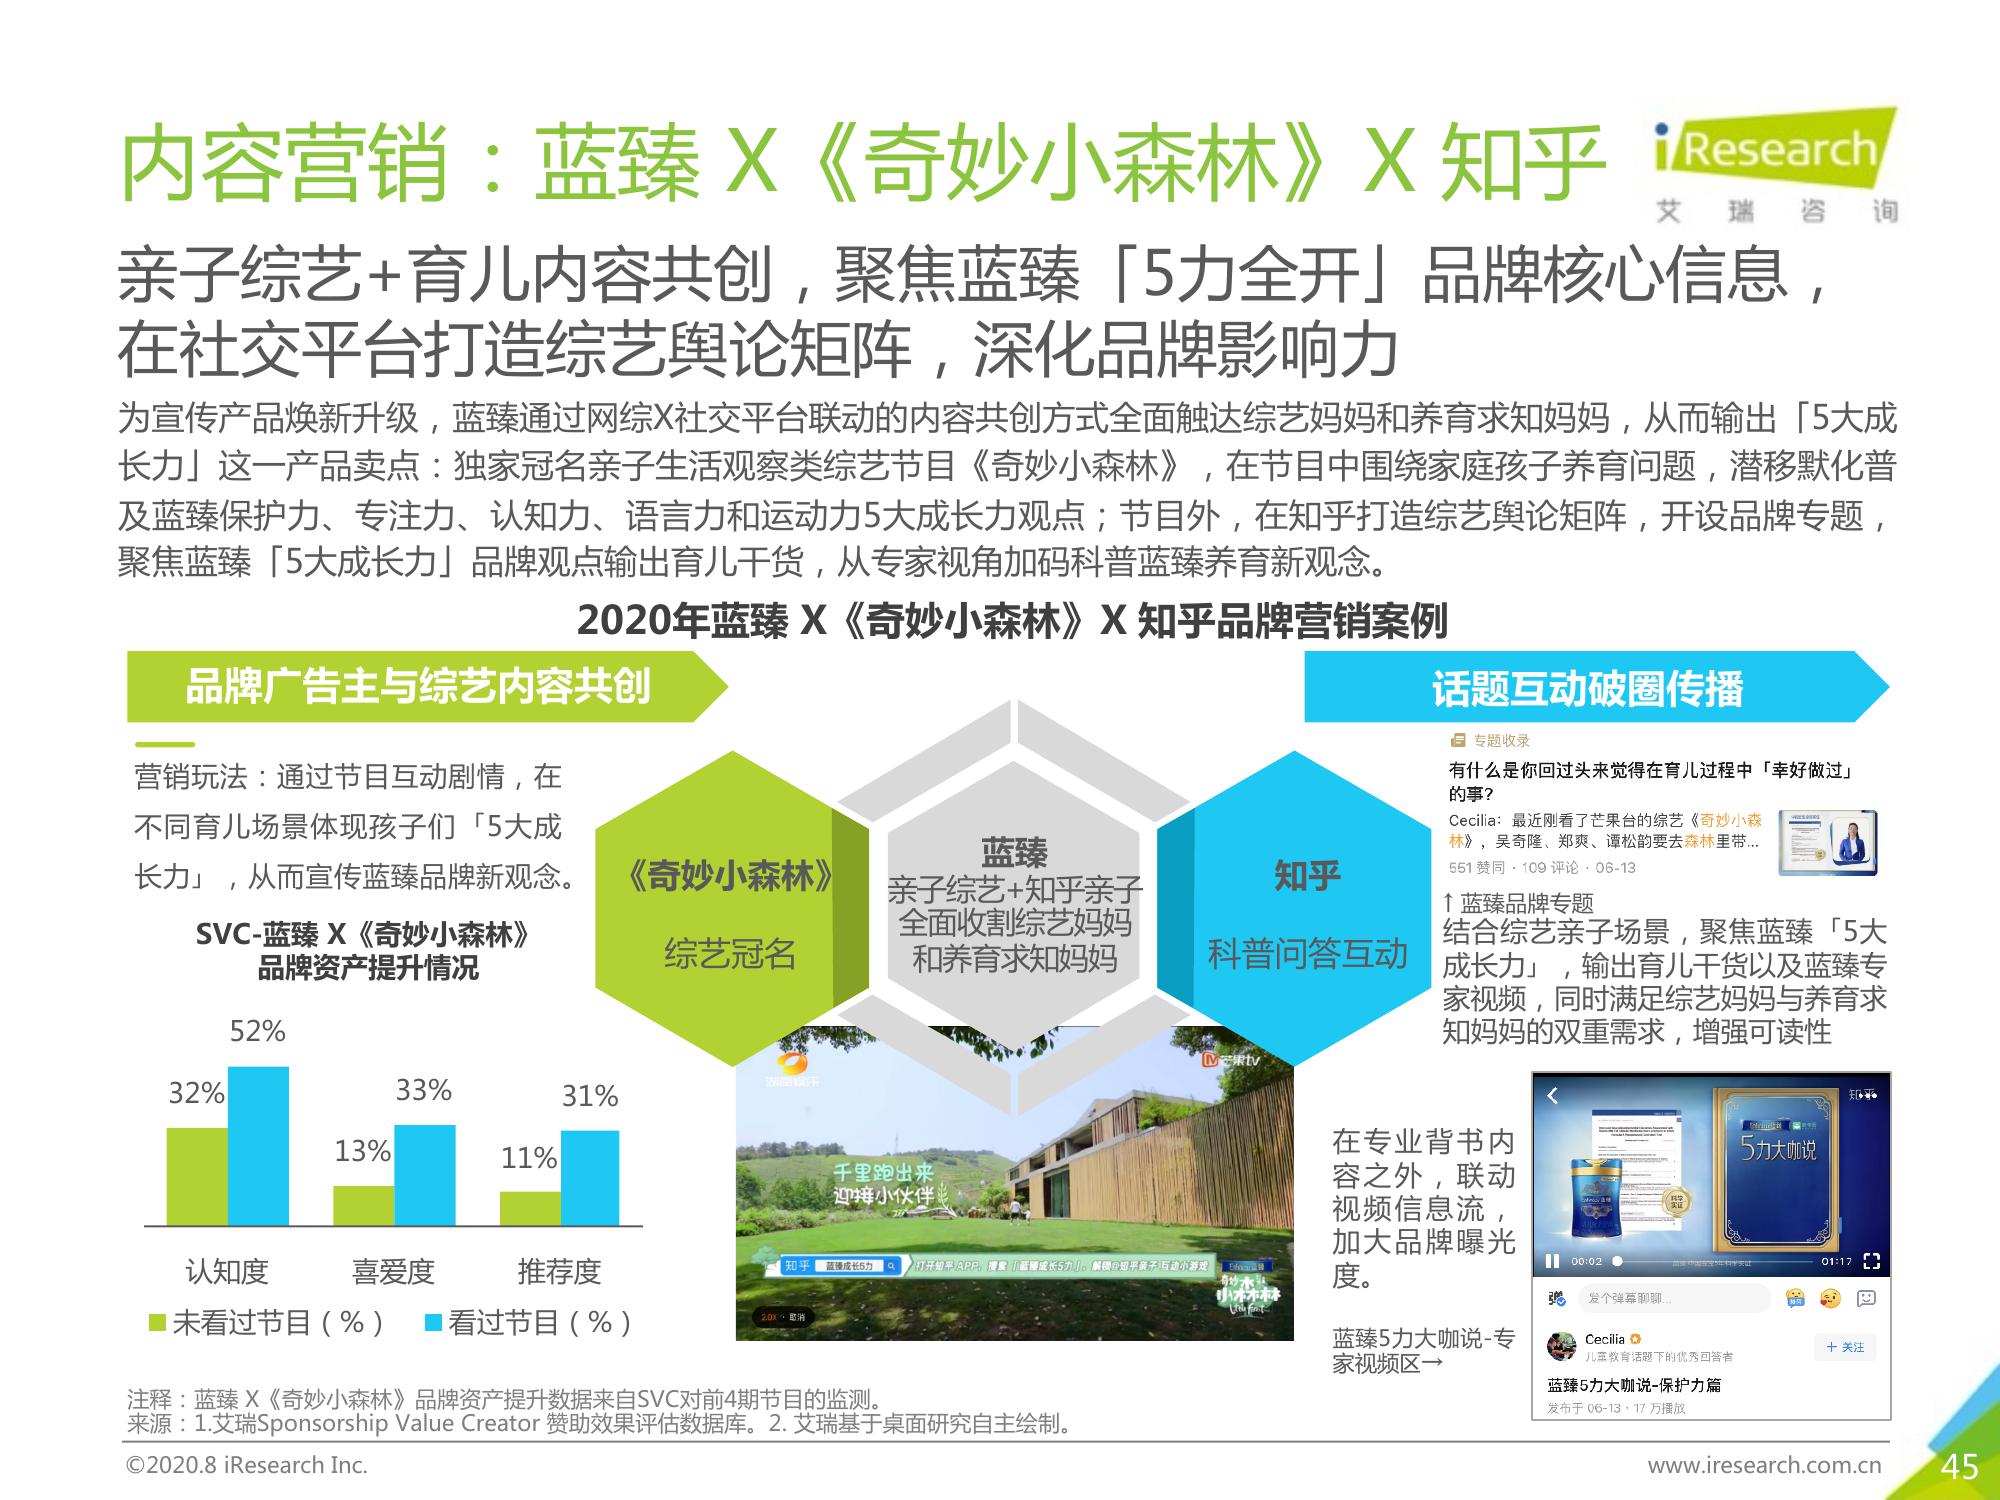 内容营销：蓝臻 X《奇妙小森林》X 知乎
iResearch
艾瑞咨询
亲子综艺+育儿内容共创，聚焦蓝臻「5力全开」品牌核心信息，
在社交平台打造综艺舆论矩阵，深化品牌影响力
为宣传产品焕新升级，蓝臻通过网综X社交平台联动的内容共创方式全面触达综艺妈妈和养育求知妈妈，从而输出「5大成
长力」这一产品卖点：独家冠名亲子生活观察类综艺节目《奇妙小森林》，在节目中围绕家庭孩子养育问题，潜移默化普
及蓝臻保护力、专注力、认知力、语言力和运动力5大成长力观点；节目外，在知乎打造综艺舆论矩阵，开设品牌专题，
聚焦蓝臻「5大成长力」品牌观点输出育儿干货，从专家视角加码科普蓝臻养育新观念。
2020年蓝臻 X《奇妙小森林》X 知乎品牌营销案例
品牌广告主与综艺内容共创
营销玩法：通过节目互动剧情，在
不同育儿场景体现孩子们「5大成
长力」，从而宣传蓝臻品牌新观念。
SVC-蓝臻 X《奇妙小森林》
品牌资产提升情况
32%
52%
13%
33%
11%
31%
认知度
喜爱度
推荐度
未看过节目（%）
看过节目（%）
《奇妙小森林》
综艺冠名
蓝臻
亲子综艺+知乎亲子
全面收割综艺妈妈
和养育求知妈妈
知乎
科普问答互动
芒果tv
千里跑出来
迎接小伙伴
知乎 蓝臻成长5力
打开知乎 APP，搜索「蓝臻成长5力」，解锁@知乎亲子 互动小游戏
奇妙
小森林
2.0X · 取消
话题互动破圈传播
专题收录
有什么是你回过头来觉得在育儿过程中「幸好做过」
的事？
Cecilia：最近刚看了芒果台的综艺《奇妙小森
林》，吴奇隆、郑爽、谭松韵要去森林里带...
551 赞同 · 109 评论 · 06-13
↑ 蓝臻品牌专题
结合综艺亲子场景，聚焦蓝臻「5大
成长力」，输出育儿干货以及蓝臻专
家视频，同时满足综艺妈妈与养育求
知妈妈的双重需求，增强可读性
在专业背书内
容之外，联动
视频信息流，
加大品牌曝光
度。
蓝臻5力大咖说-专
家视频区→
知乎
5力大咖说
科学
实证
00:02
01:17
发个弹幕聊聊...
Cecilia
儿童教育话题下的优秀回答者
+ 关注
蓝臻5力大咖说-保护力篇
发布于 06-13 · 17 万播放
注释：蓝臻 X《奇妙小森林》品牌资产提升数据来自SVC对前4期节目的监测。
来源：1.艾瑞Sponsorship Value Creator 赞助效果评估数据库。2. 艾瑞基于桌面研究自主绘制。
©2020.8 iResearch Inc.
www.iresearch.com.cn
45